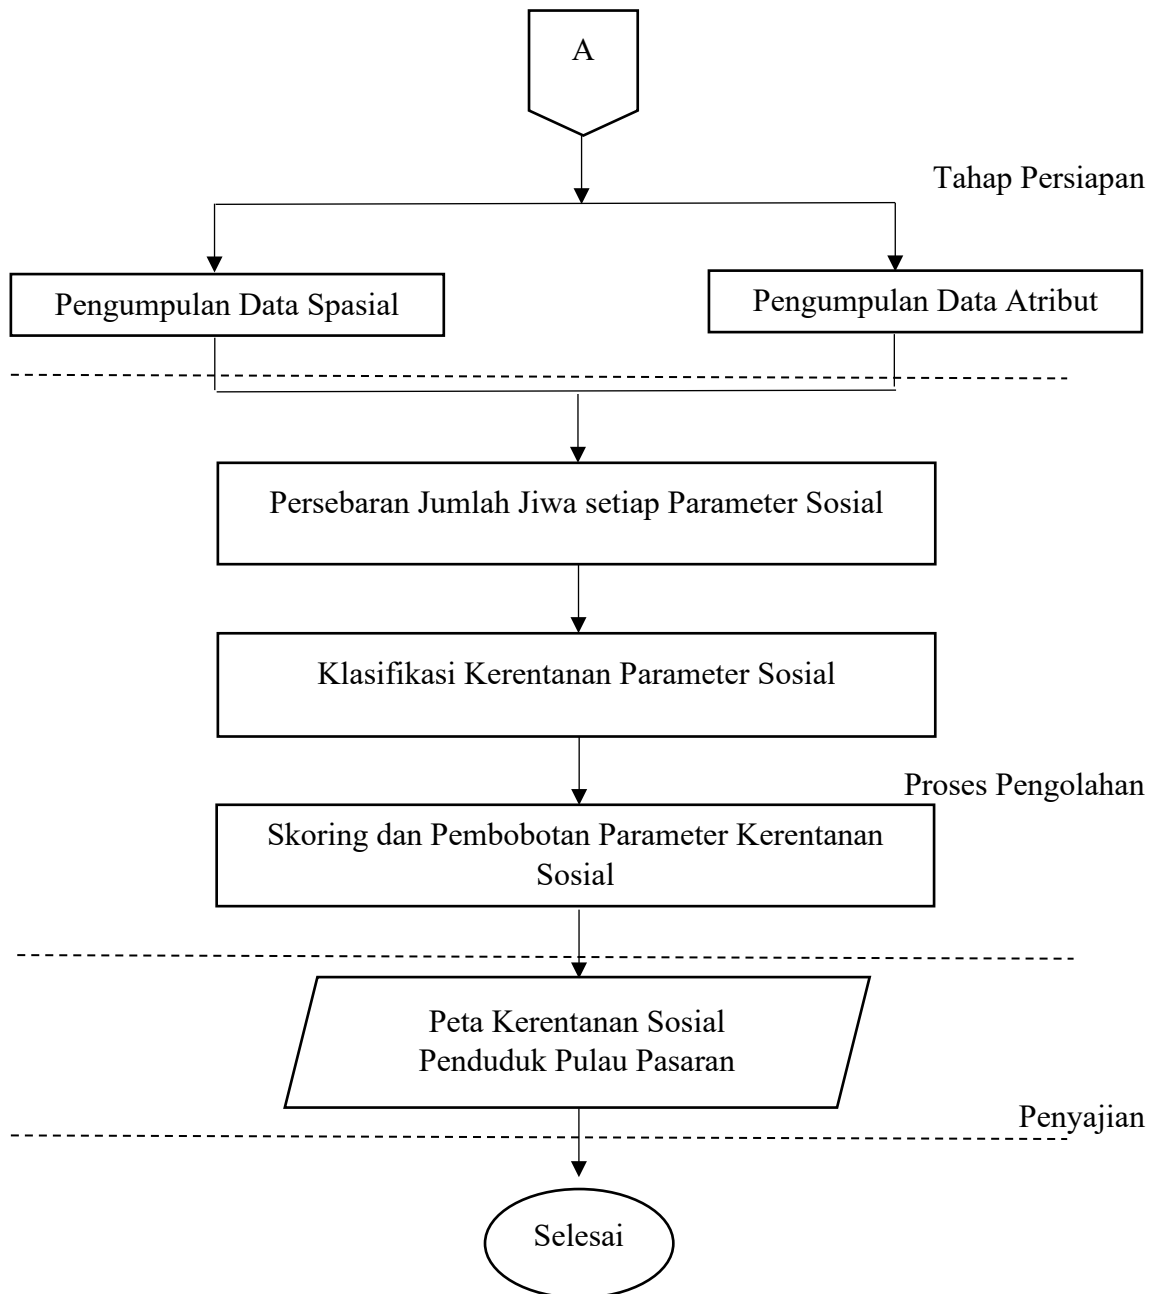 A
Tahap Persiapan
Pengumpulan Data Spasial
Pengumpulan Data Atribut
Persebaran Jumlah Jiwa setiap Parameter Sosial
Klasifikasi Kerentanan Parameter Sosial
Proses Pengolahan
Skoring dan Pembobotan Parameter Kerentanan
Sosial
Peta Kerentanan Sosial
Penduduk Pulau Pasaran
Penyajian
Selesai